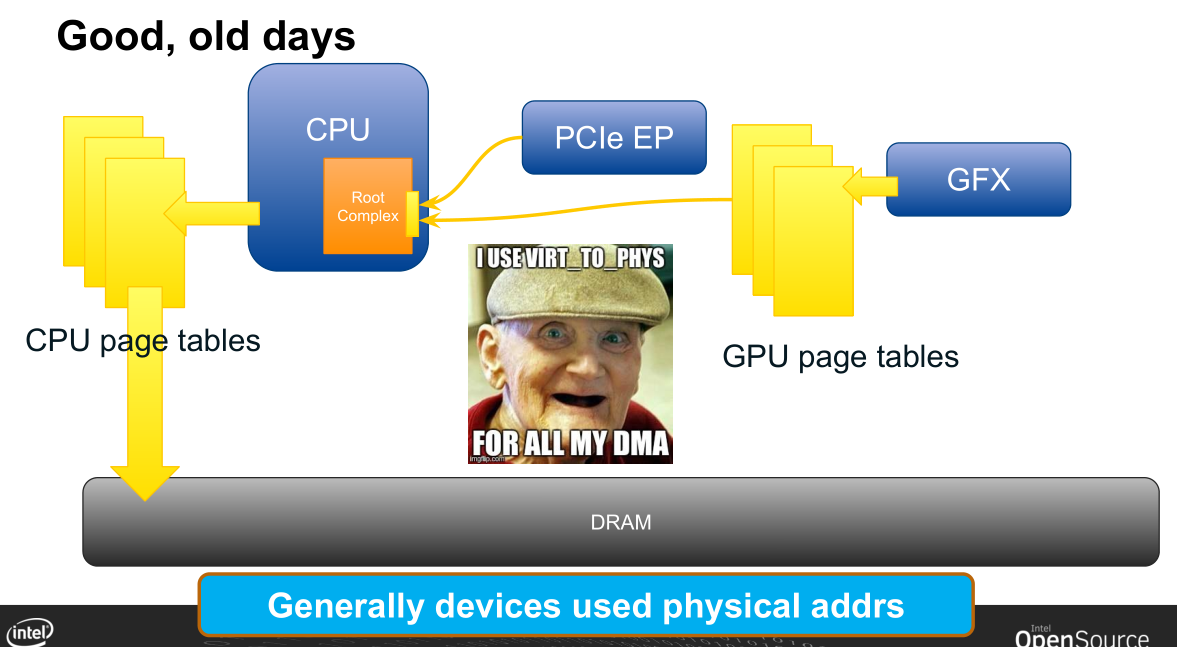 Good, old days
CPU
PCIe EP
GFX
Root
Complex
I USE VIRT_TO_PHYS
FOR ALL MY DMA
imgflip.com
CPU page tables
GPU page tables
DRAM
Generally devices used physical addrs
intel
Intel
OpenSource